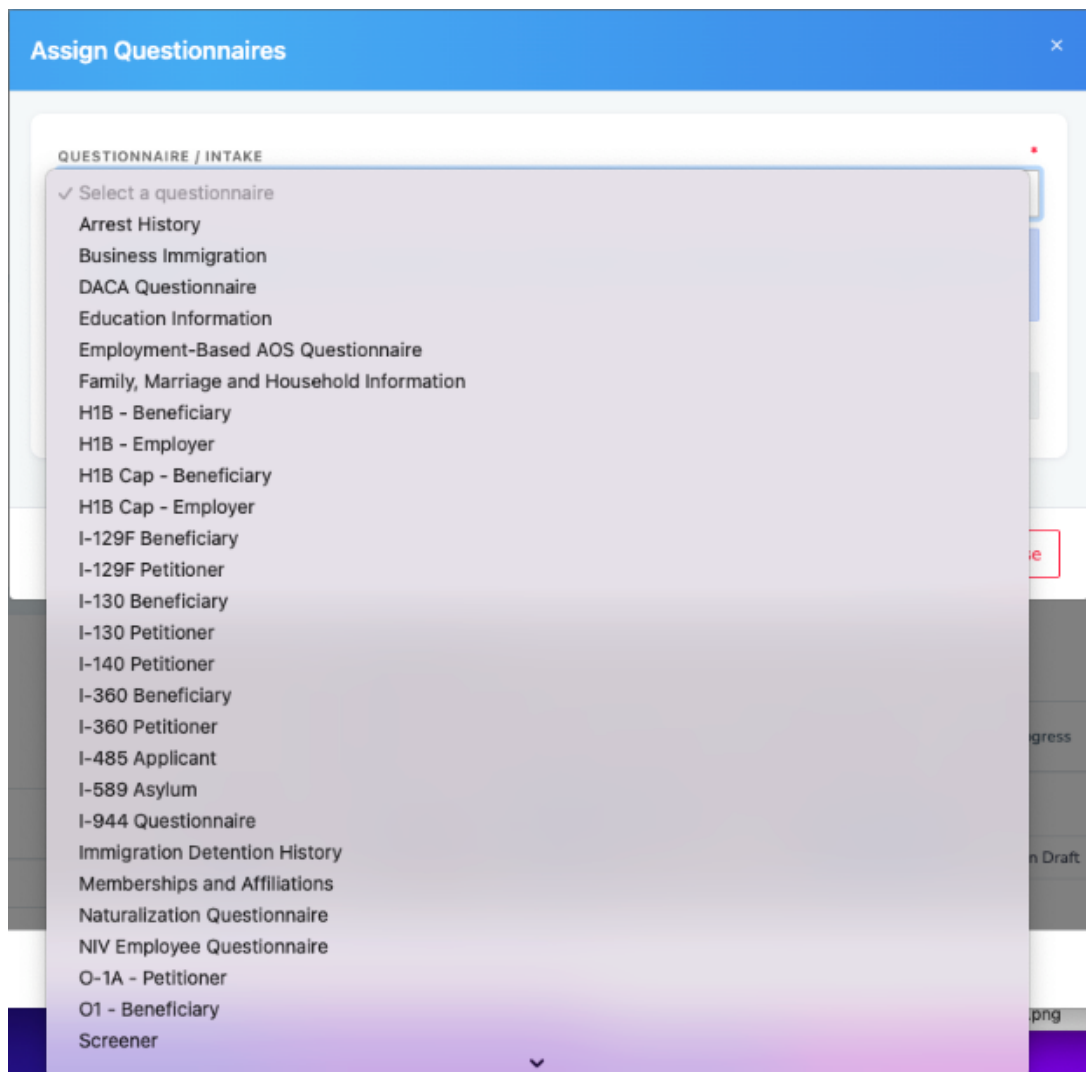 Assign Questionnaires ×
QUESTIONNAIRE / INTAKE *
✓ Select a questionnaire
Arrest History
Business Immigration
DACA Questionnaire
Education Information
Employment-Based AOS Questionnaire
Family, Marriage and Household Information
H1B - Beneficiary
H1B - Employer
H1B Cap - Beneficiary
H1B Cap - Employer
I-129F Beneficiary
I-129F Petitioner
I-130 Beneficiary
I-130 Petitioner
I-140 Petitioner
I-360 Beneficiary
I-360 Petitioner
I-485 Applicant
I-589 Asylum
I-944 Questionnaire
Immigration Detention History
Memberships and Affiliations
Naturalization Questionnaire
NIV Employee Questionnaire
O-1A - Petitioner
O1 - Beneficiary
Screener
Draft
.png